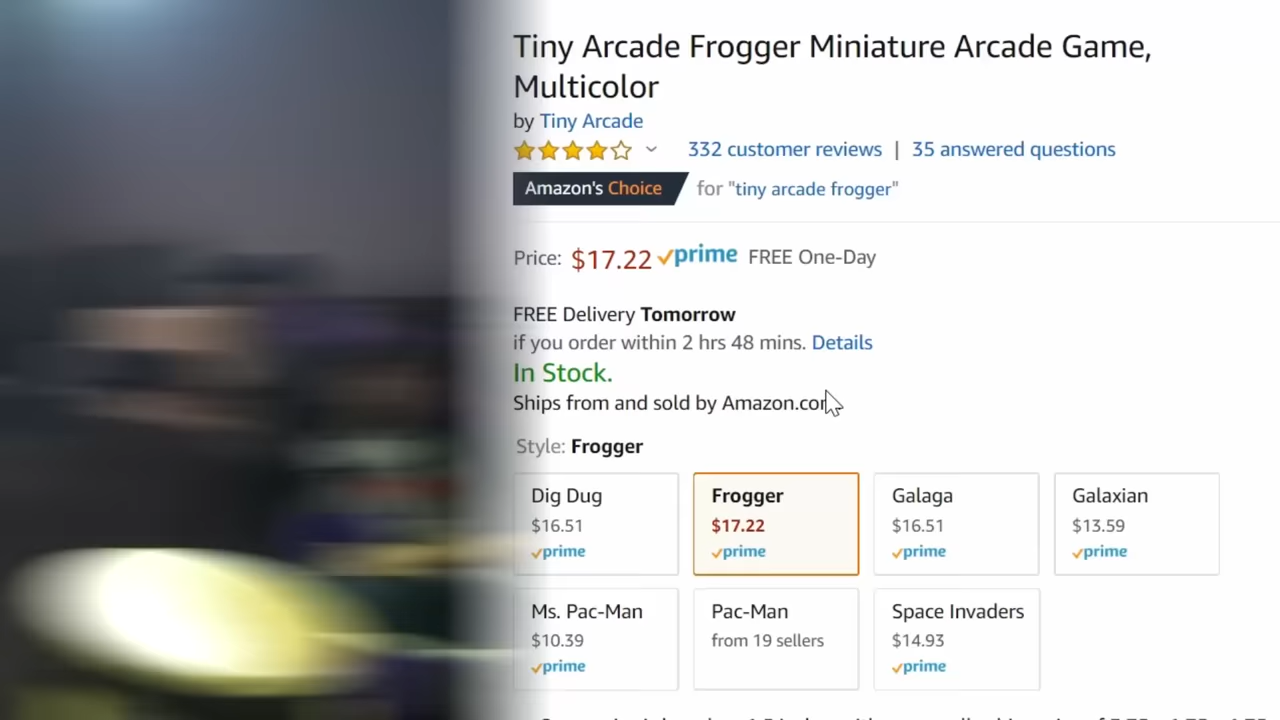 Tiny Arcade Frogger Miniature Arcade Game,
Multicolor
by Tiny Arcade
332 customer reviews | 35 answered questions
Amazon's Choice for "tiny arcade frogger"
Price: $17.22 prime FREE One-Day
FREE Delivery Tomorrow
if you order within 2 hrs 48 mins. Details
In Stock.
Ships from and sold by Amazon.com
Style: Frogger
Dig Dug
$16.51
prime
Frogger
$17.22
prime
Galaga
$16.51
prime
Galaxian
$13.59
prime
Ms. Pac-Man
$10.39
prime
Pac-Man
from 19 sellers
Space Invaders
$14.93
prime